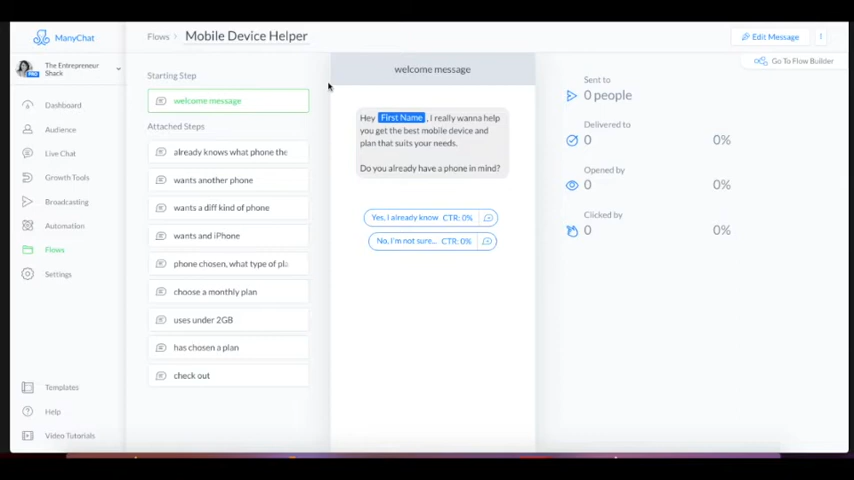 ManyChat
Flows
Mobile Device Helper
Edit Message
Go To Flow Builder
The Entrepreneur
Shack
PRO
Dashboard
Audience
Live Chat
Growth Tools
Broadcasting
Automation
Flows
Settings
Templates
Help
Video Tutorials
Starting Step
welcome message
Attached Steps
already knows what phone the
wants another phone
wants a diff kind of phone
wants and iPhone
phone chosen, what type of pla
choose a monthly plan
uses under 2GB
has chosen a plan
check out
welcome message
Hey First Name , I really wanna help
you get the best mobile device and
plan that suits your needs.
Do you already have a phone in mind?
Yes, I already know CTR: 0%
No, I'm not sure... CTR: 0%
Sent to
0 people
Delivered to
0 0%
Opened by
0 0%
Clicked by
0 0%